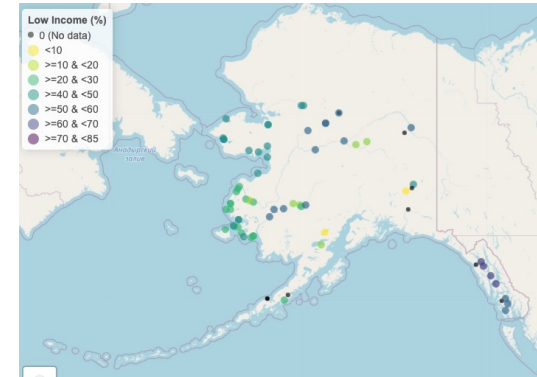 Low Income (%)
0 (No data)
<10
>=10 & <20
>=20 & <30
>=40 & <50
>=50 & <60
>=60 & <70
>=70 & <85
Анадырский
залив